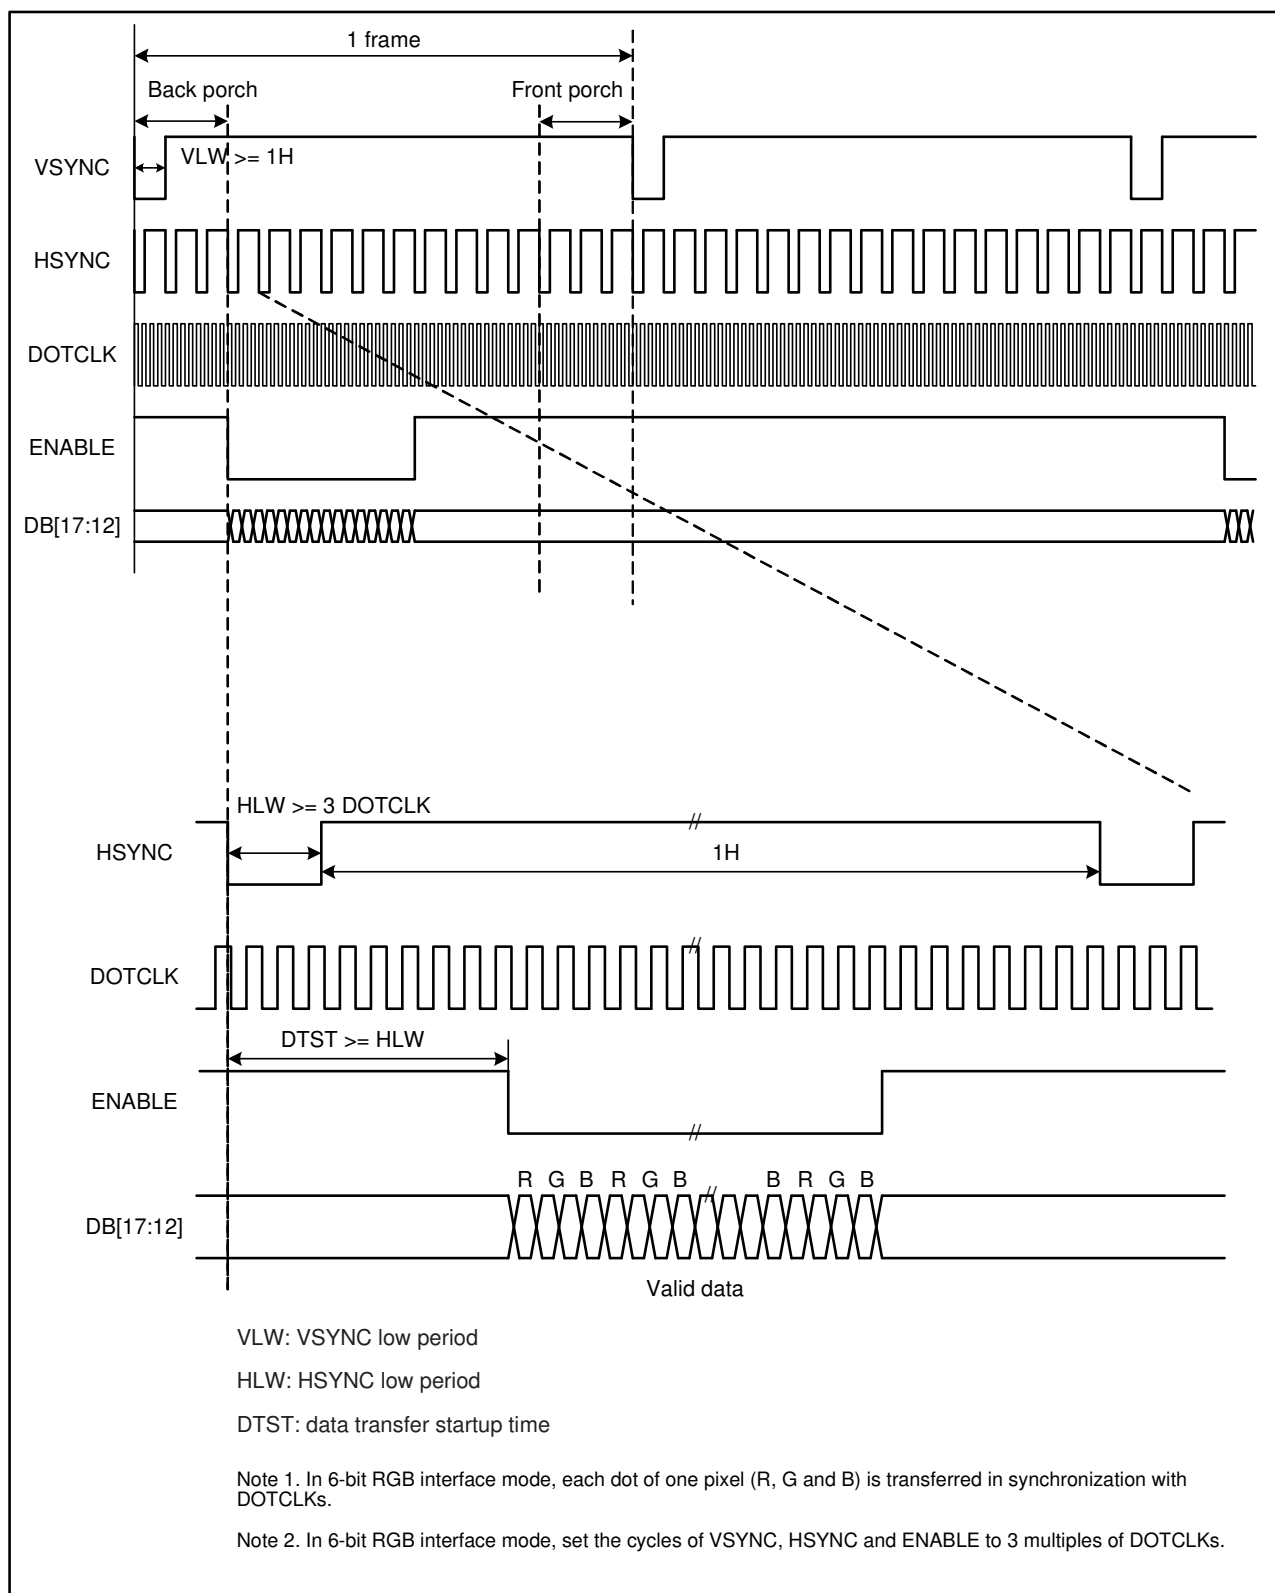 1 frame
Back porch
Front porch
VLW >= 1H
VSYNC
HSYNC
DOTCLK
ENABLE
DB[17:12]
HLW >= 3 DOTCLK
//
HSYNC
1H
//
DOTCLK
DTST >= HLW
ENABLE
//
R G B R G B // B R G B
DB[17:12]
Valid data
VLW: VSYNC low period
HLW: HSYNC low period
DTST: data transfer startup time
Note 1. In 6-bit RGB interface mode, each dot of one pixel (R, G and B) is transferred in synchronization with
DOTCLKs.
Note 2. In 6-bit RGB interface mode, set the cycles of VSYNC, HSYNC and ENABLE to 3 multiples of DOTCLKs.